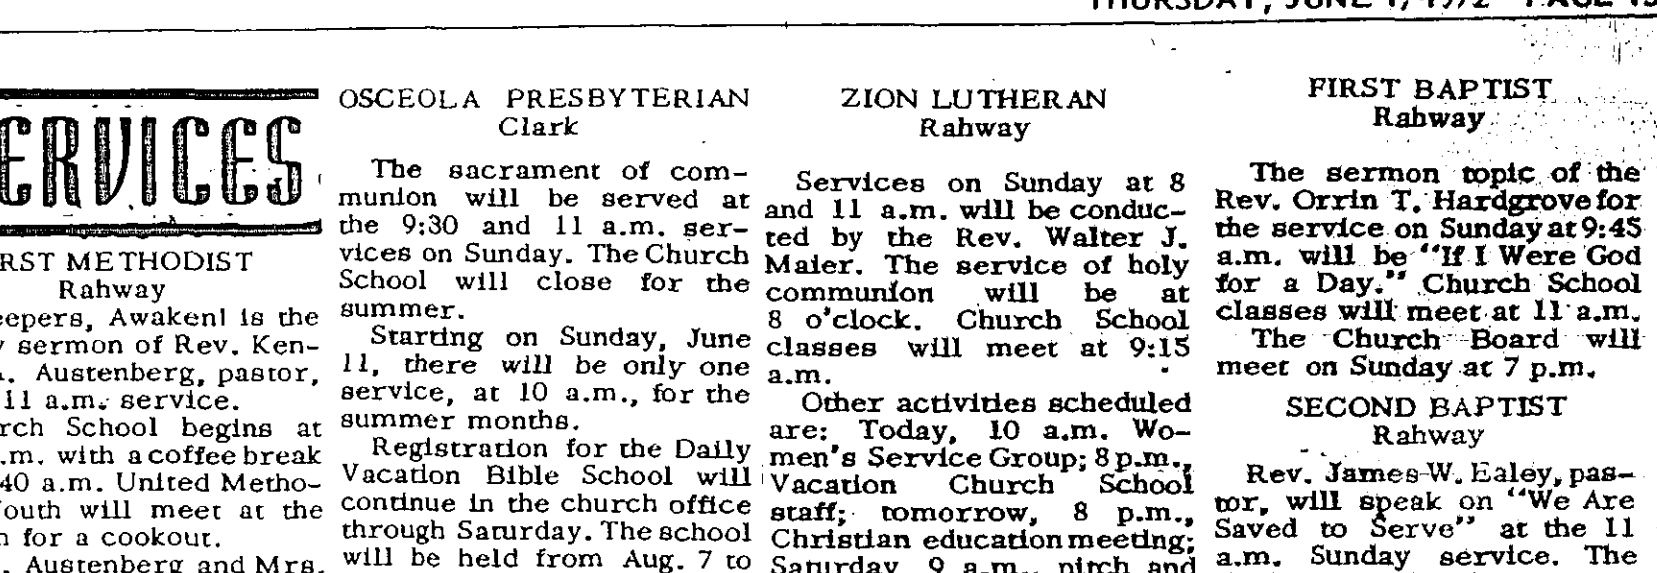 THURSDAY, JUNE 1, 1972 PAGE
ERVICES
RST METHODIST
Rahway
eepers, Awaken! is the
y sermon of Rev. Ken-
. Austenberg, pastor,
11 a.m. service.
rch School begins at
.m. with a coffee break
40 a.m. United Metho-
outh will meet at the
for a cookout.
. Austenberg and Mrs.
OSCEOLA PRESBYTERIAN
Clark
The sacrament of com-
munion will be served at
the 9:30 and 11 a.m. ser-
vices on Sunday. The Church
School will close for the
summer.
Starting on Sunday, June
11, there will be only one
service, at 10 a.m., for the
summer months.
Registration for the Daily
Vacation Bible School will
continue in the church office
through Saturday. The school
will be held from Aug. 7 to
ZION LUTHERAN
Rahway
Services on Sunday at 8
and 11 a.m. will be conduc-
ted by the Rev. Walter J.
Maier. The service of holy
communion will be at
8 o'clock. Church School
classes will meet at 9:15
a.m.
Other activities scheduled
are: Today, 10 a.m. Wo-
men's Service Group; 8 p.m.,
Vacation Church School
staff; tomorrow, 8 p.m.,
Christian education meeting;
Saturday 9 a.m., pitch and
FIRST BAPTIST
Rahway
The sermon topic of the
Rev. Orrin T. Hardgrove for
the service on Sunday at 9:45
a.m. will be "If I Were God
for a Day." Church School
classes will meet at 11 a.m.
The Church Board will
meet on Sunday at 7 p.m.
SECOND BAPTIST
Rahway
Rev. James W. Ealey, pas-
tor, will speak on "We Are
Saved to Serve" at the 11
a.m. Sunday service. The